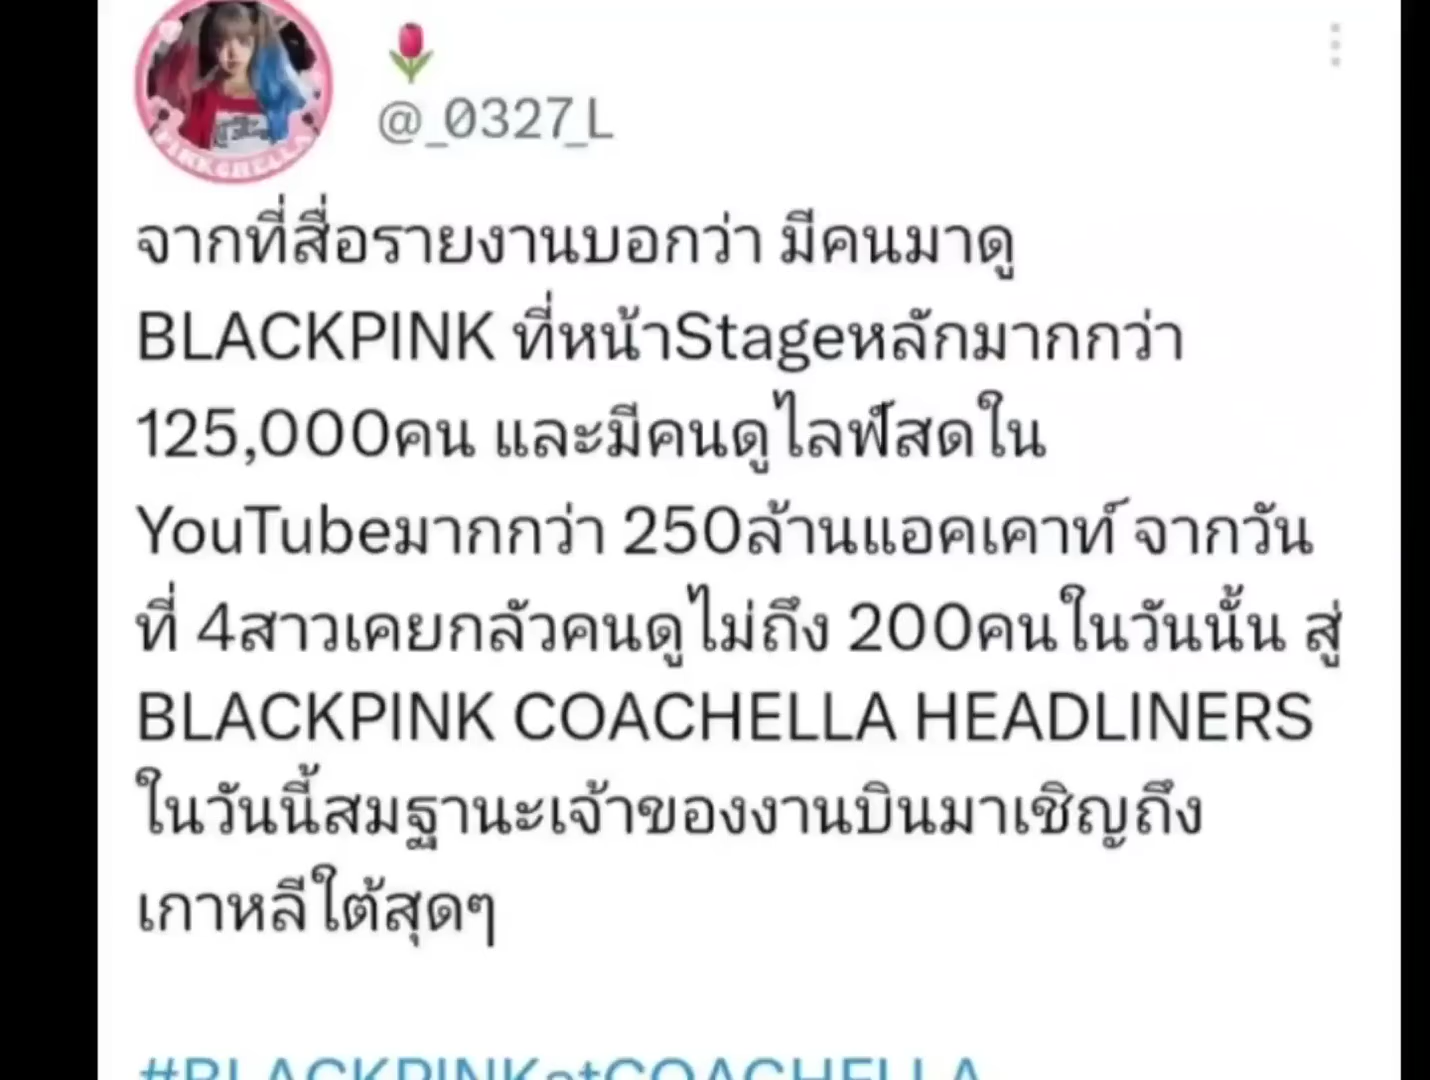 🌷
@_0327_L
PINKCHELLA
จากที่สื่อรายงานบอกว่า มีคนมาดู
BLACKPINK ที่หน้าStageหลักมากกว่า
125,000คน และมีคนดูไลฟ์สดใน
YouTubeมากกว่า 250ล้านแอคเคาท์ จากวัน
ที่ 4สาวเคยกลัวคนดูไม่ถึง 200คนในวันนั้น สู่
BLACKPINK COACHELLA HEADLINERS
ในวันนี้สมฐานะเจ้าของงานบินมาเชิญถึง
เกาหลีใต้สุดๆ
#BLACKPINKatCOACHELLA